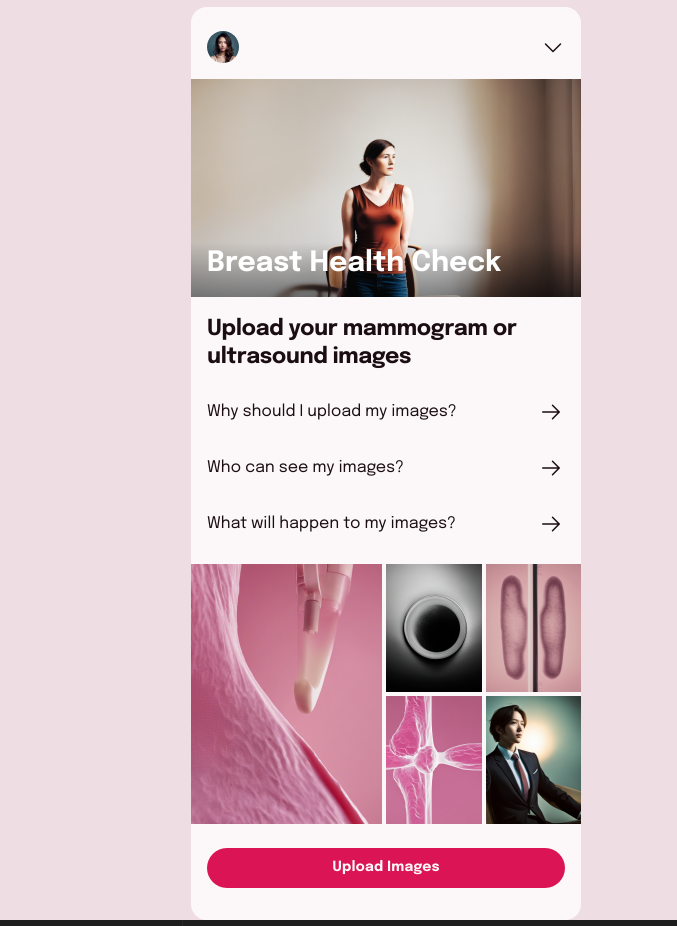 Breast Health Check
Upload your mammogram or
ultrasound images
Why should I upload my images?
Who can see my images?
What will happen to my images?
Upload Images